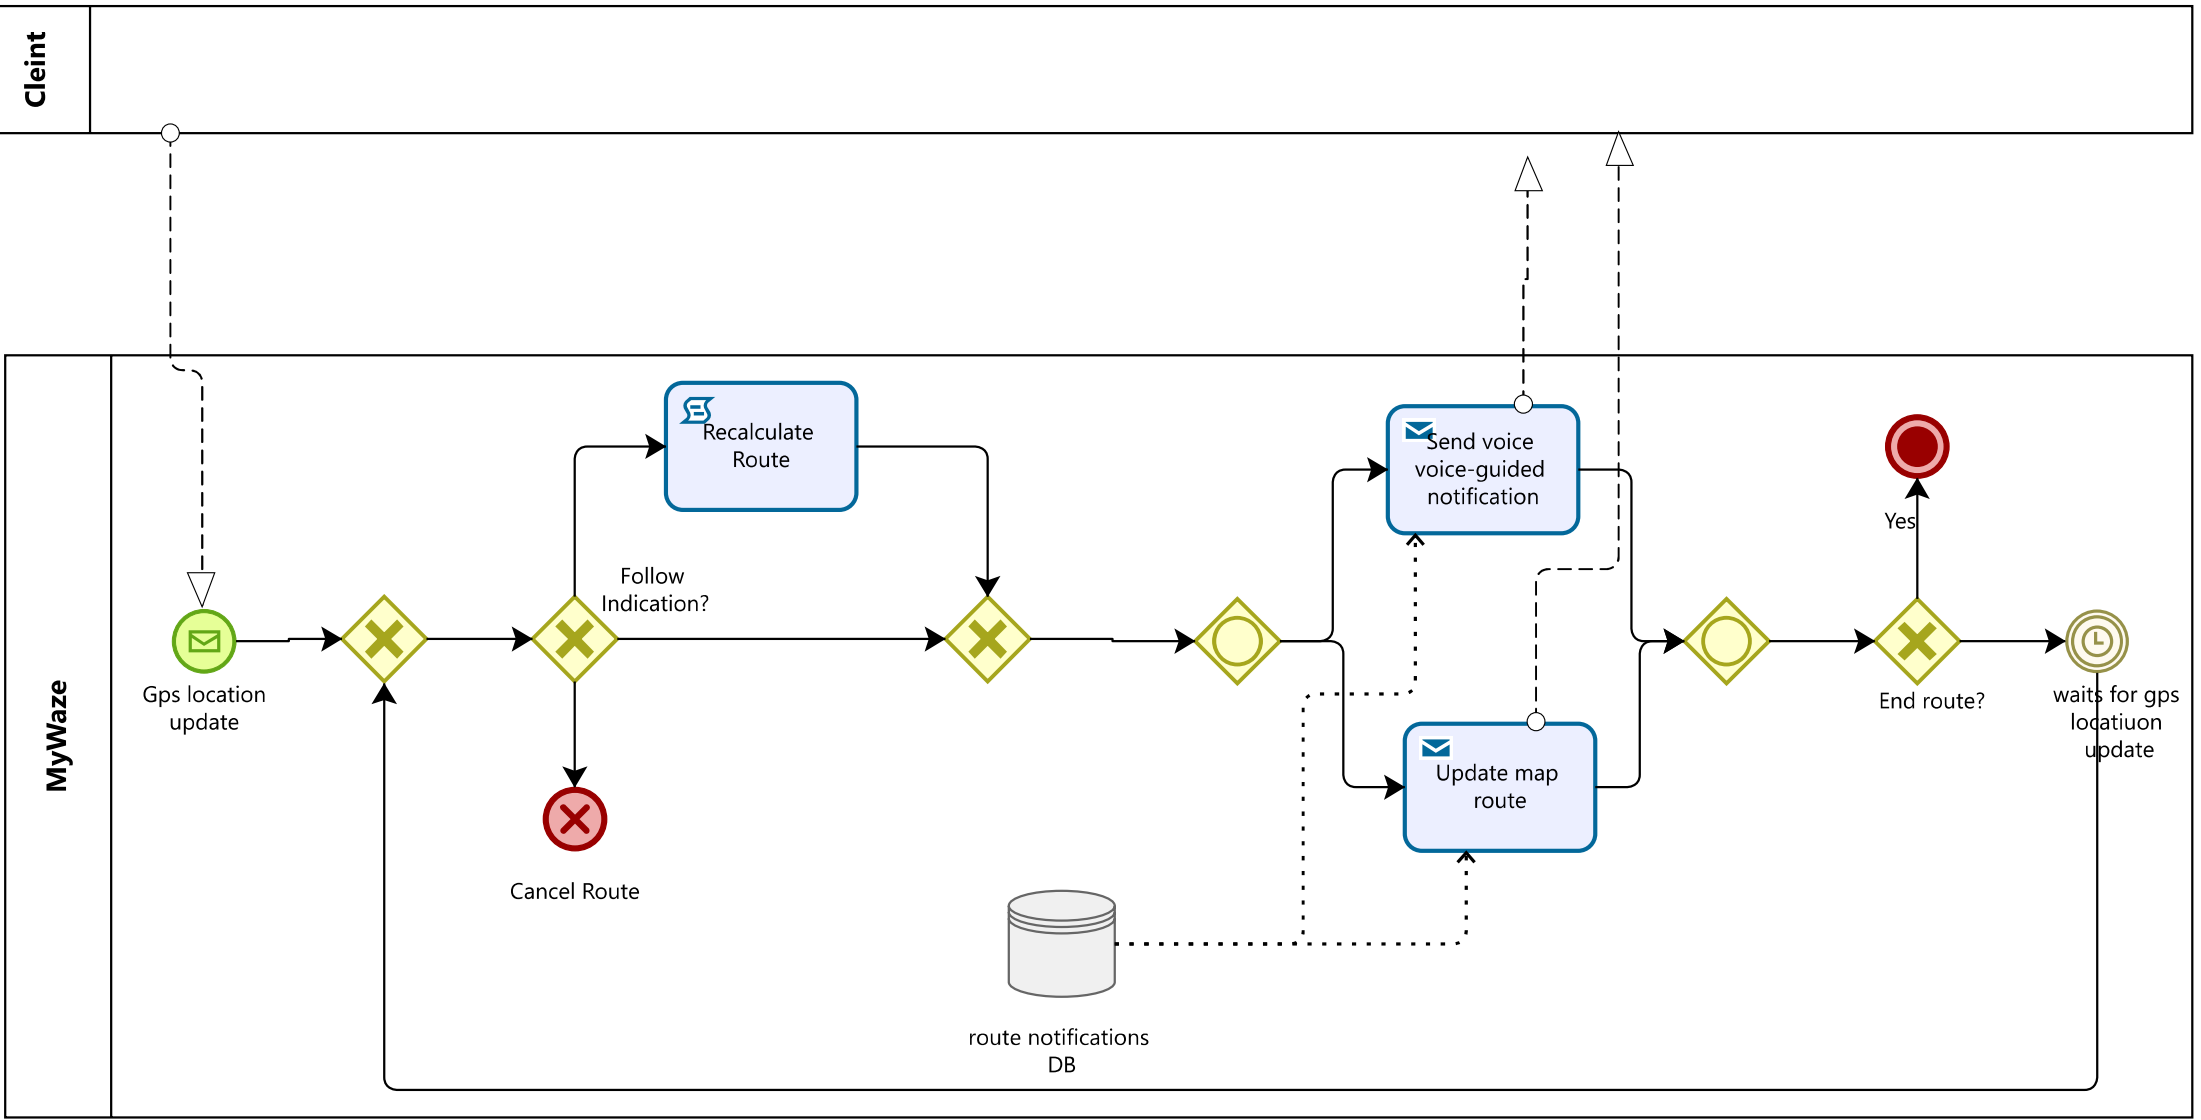 Cleint
MyWaze
Gps location
update
Follow
Indication?
Recalculate
Route
Cancel Route
route notifications
DB
Send voice
voice-guided
notification
Update map
route
Yes
End route?
waits for gps
locatiuon
update